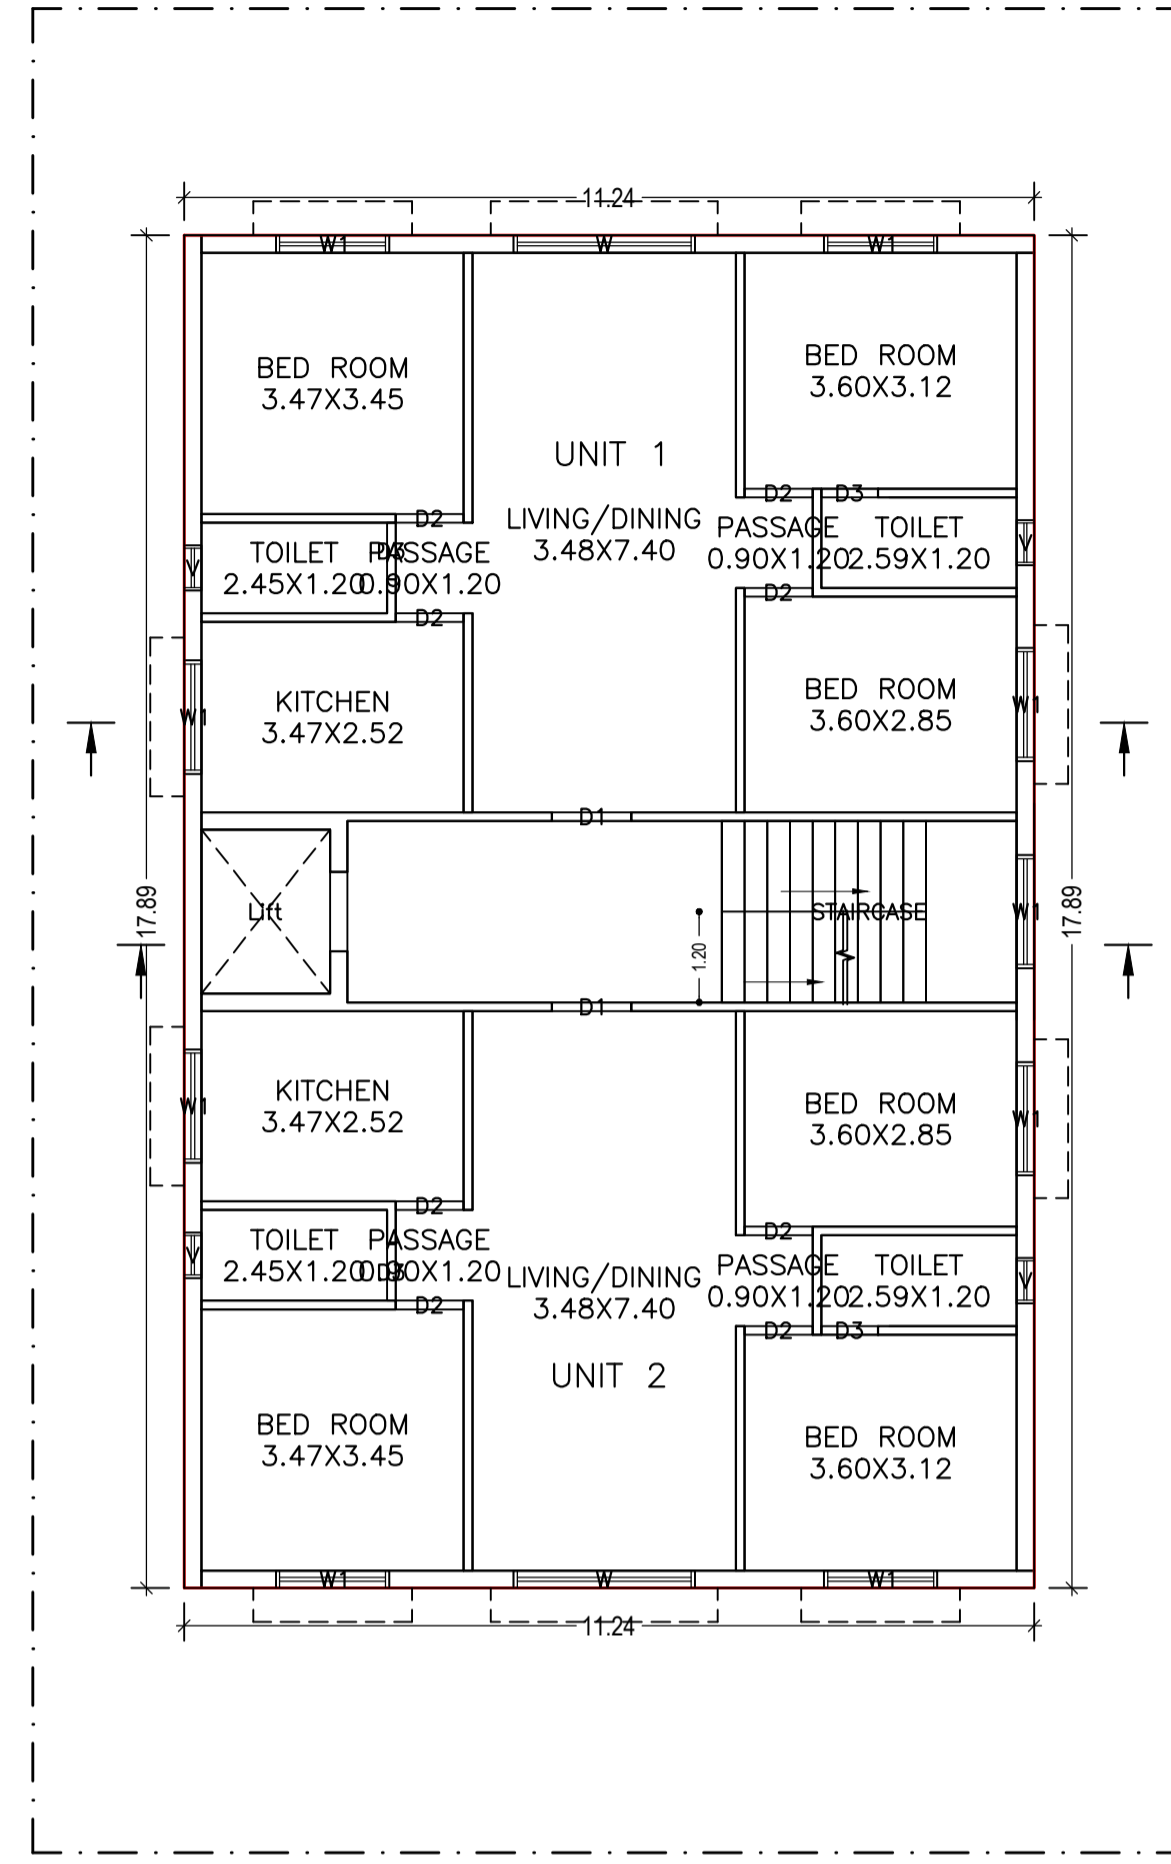 11.24
W1
W
W1
BED ROOM
3.47X3.45
BED ROOM
3.60X3.12
UNIT 1
D2
D3
D2
LIVING/DINING
3.48X7.40
PASSAGE
0.90X1.20
TOILET
2.59X1.20
V
TOILET
2.45X1.20
D3
PASSAGE
0.90X1.20
V
D2
D2
KITCHEN
3.47X2.52
BED ROOM
3.60X2.85
W1
W1
D1
17.89
Lift
1.20
STAIRCASE
W1
17.89
D1
KITCHEN
3.47X2.52
BED ROOM
3.60X2.85
W1
W1
D2
D2
V
TOILET
2.45X1.20
D3
PASSAGE
0.90X1.20
LIVING/DINING
3.48X7.40
PASSAGE
0.90X1.20
TOILET
2.59X1.20
V
D2
D2
D3
UNIT 2
BED ROOM
3.47X3.45
BED ROOM
3.60X3.12
W1
W
W1
11.24